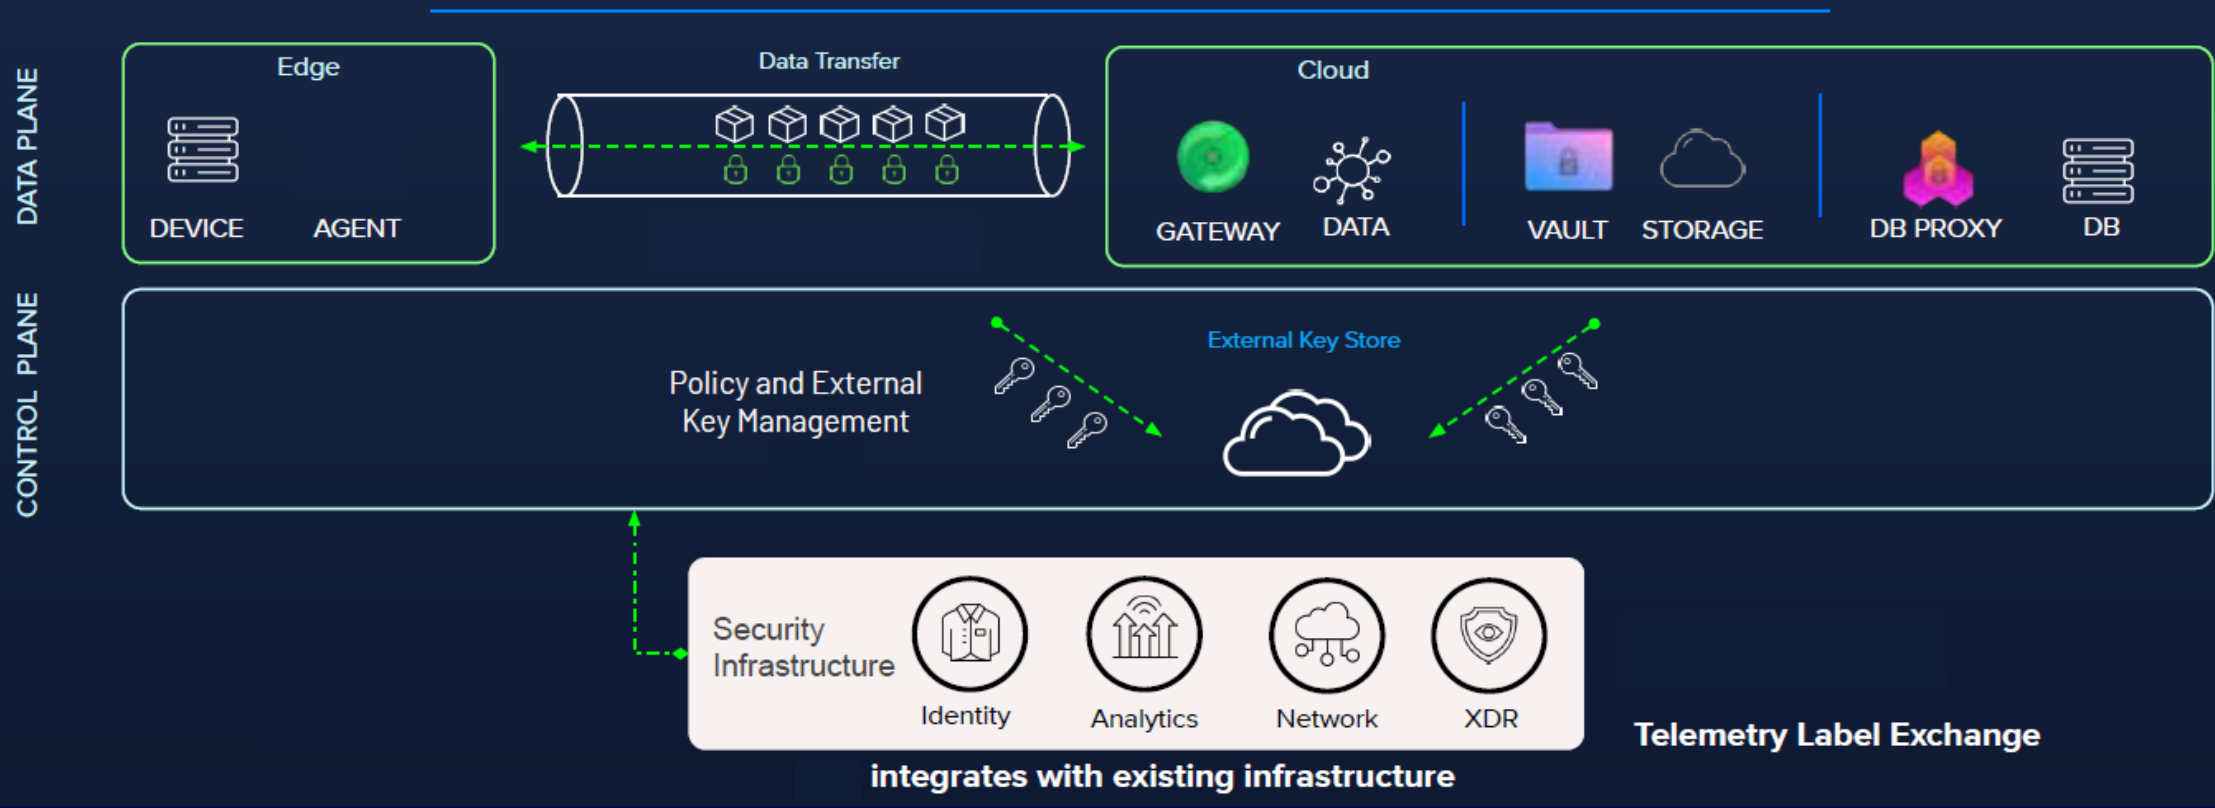 DATA PLANE
Edge
DEVICE
AGENT
Data Transfer
Cloud
GATEWAY
DATA
VAULT
STORAGE
DB PROXY
DB
CONTROL PLANE
Policy and External
Key Management
External Key Store
Security
Infrastructure
Identity
Analytics
Network
XDR
Telemetry Label Exchange
integrates with existing infrastructure